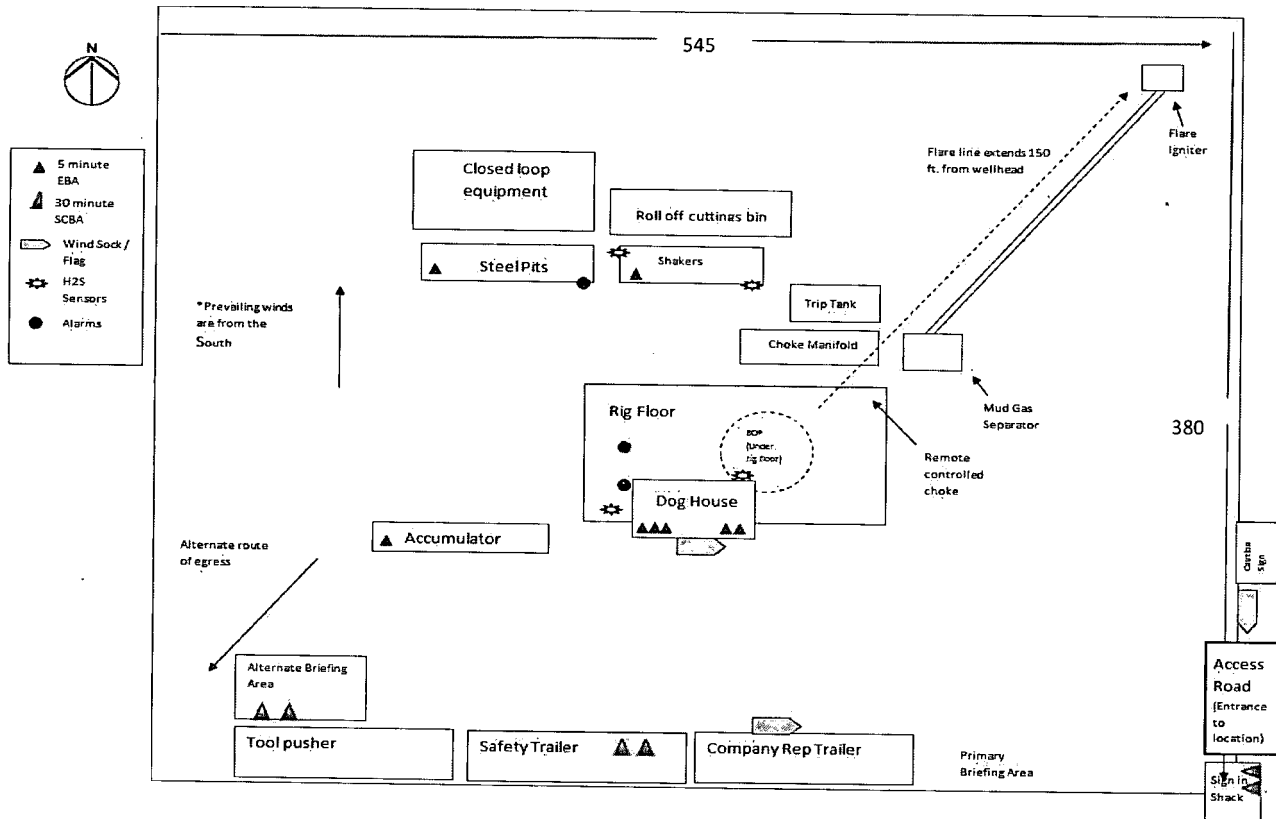 545
N
5 minute
EBA
30 minute
SCBA
Wind Sock /
Flag
H2S
Sensors
Alarms
Flare
Igniter
Flare line extends 150
ft. from wellhead
Closed loop
equipment
Roll off cuttings bin
Steel Pits
Shakers
*Prevailing winds
are from the
South
Trip Tank
Choke Manifold
Mud Gas
Separator
380
Rig Floor
BOP
(Under
rig floor)
Remote
controlled
choke
Dog House
Accumulator
Alternate route
of egress
Caution
Sign
Alternate Briefing
Area
Access
Road
(Entrance
to
location)
Tool pusher
Safety Trailer
Company Rep Trailer
Primary
Briefing Area
Sign in
Shack